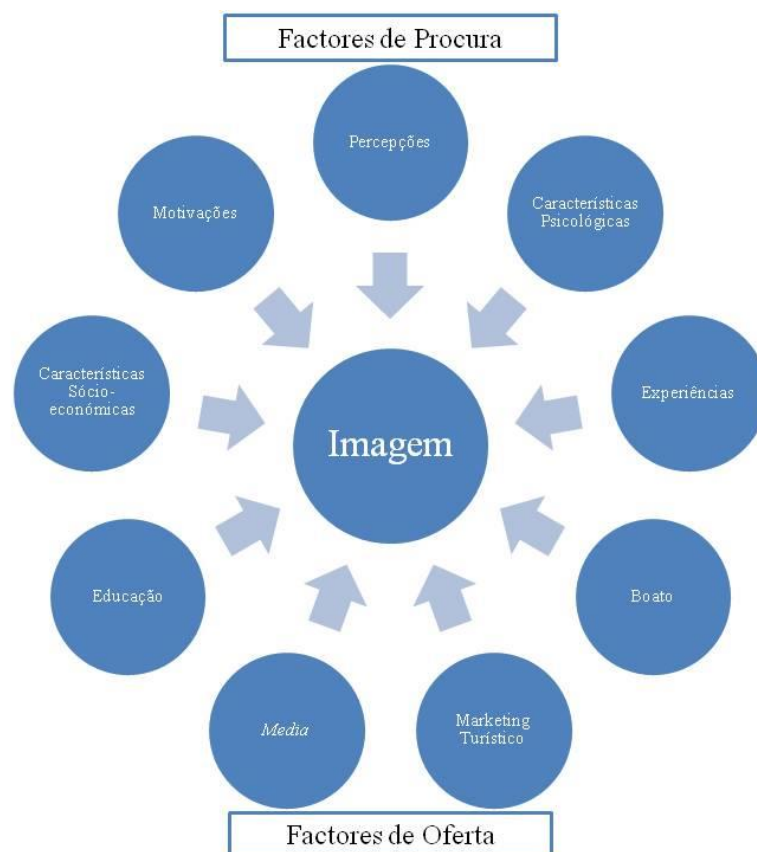 Factores de Procura
Percepções
Características
Psicológicas
Motivações
Características
Sócio-
económicas
Experiências
Imagem
Educação
Boato
Media
Marketing
Turístico
Factores de Oferta